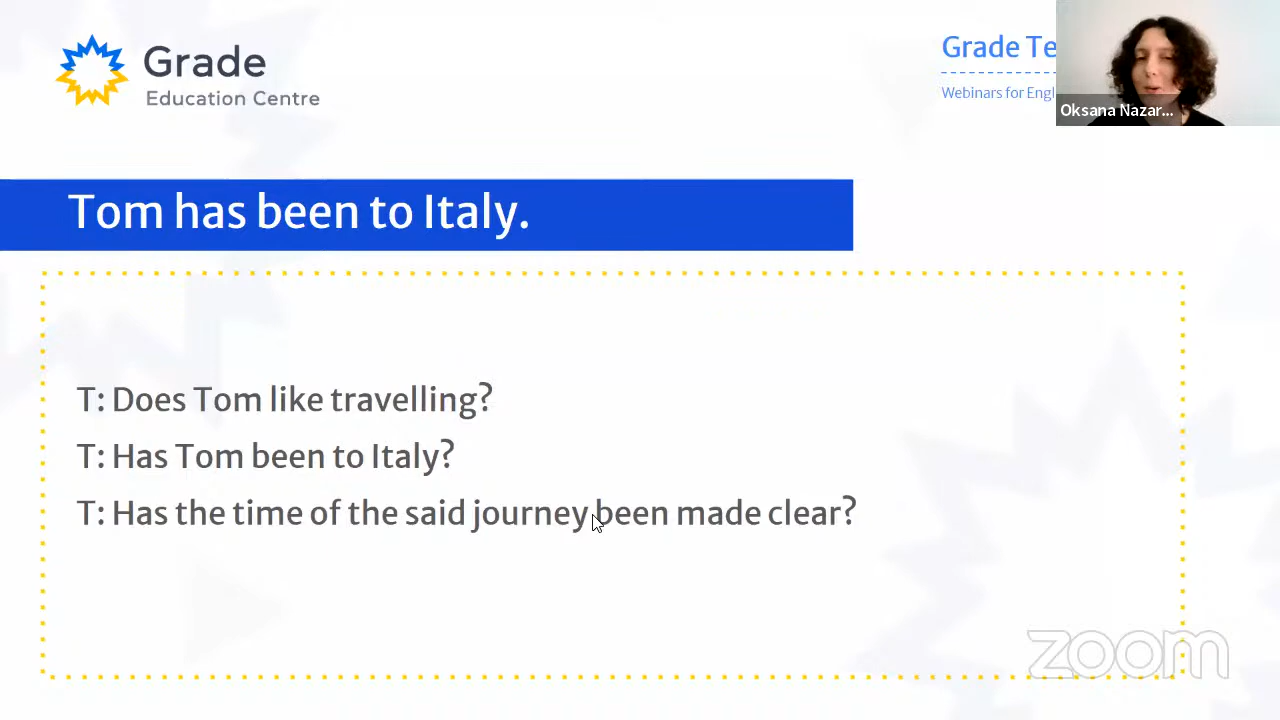 Grade
Education Centre
Grade Te
Webinars for Engl
Oksana Nazar...
Tom has been to Italy.
T: Does Tom like travelling?
T: Has Tom been to Italy?
T: Has the time of the said journey been made clear?
zoom